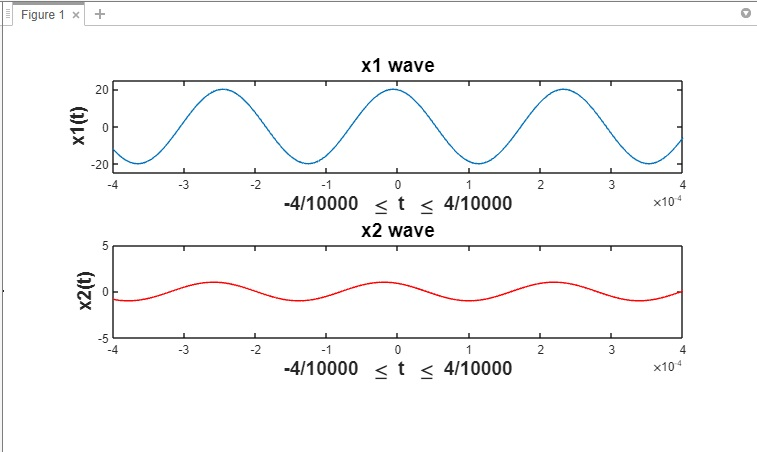 Figure 1 × +
x1 wave
x1(t)
20
0
-20
-4 -3 -2 -1 0 1 2 3 4
×10⁻⁴
-4/10000 ≤ t ≤ 4/10000
x2 wave
x2(t)
5
0
-5
-4 -3 -2 -1 0 1 2 3 4
×10⁻⁴
-4/10000 ≤ t ≤ 4/10000